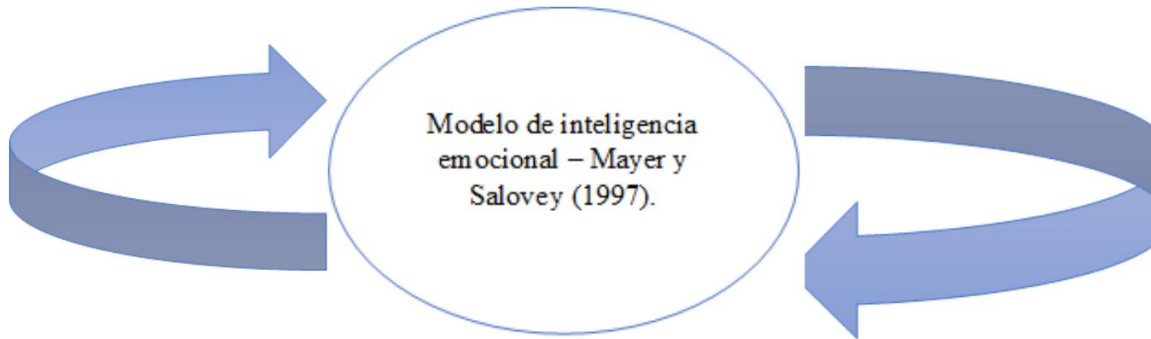 Modelo de inteligencia
emocional – Mayer y
Salovey (1997).